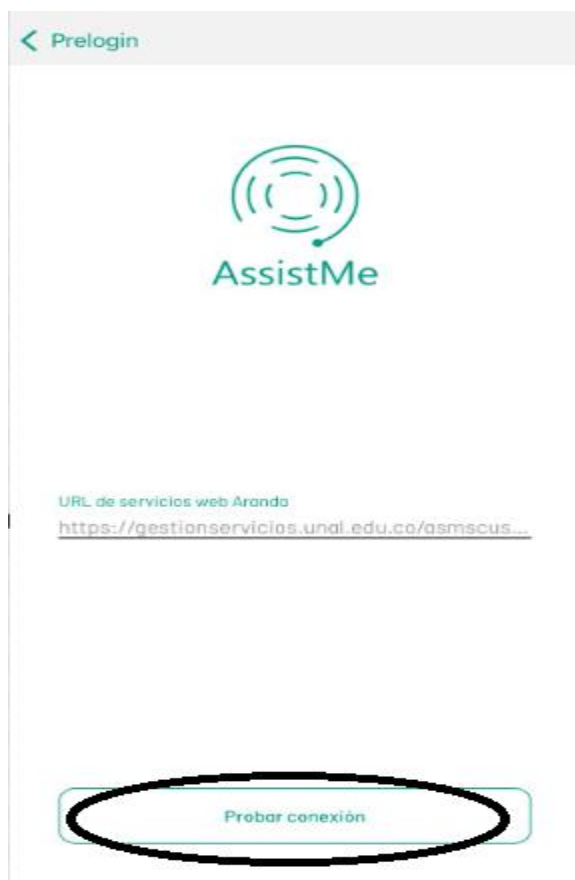 Prelogin
AssistMe
URL de servicios web Aranda
https://gestionservicios.unal.edu.co/asmscus...
Probar conexión